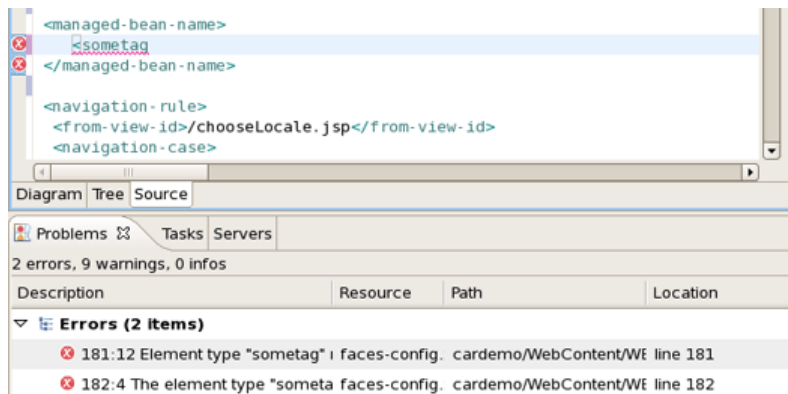 <managed-bean-name>
<sometag
</managed-bean-name>
<navigation-rule>
<from-view-id>/chooseLocale.jsp</from-view-id>
<navigation-case>
Diagram Tree Source
Problems Tasks Servers
2 errors, 9 warnings, 0 infos
Description Resource Path Location
Errors (2 items)
181:12 Element type "sometag" faces-config. cardemo/WebContent/WE line 181
182:4 The element type "someta faces-config. cardemo/WebContent/WE line 182